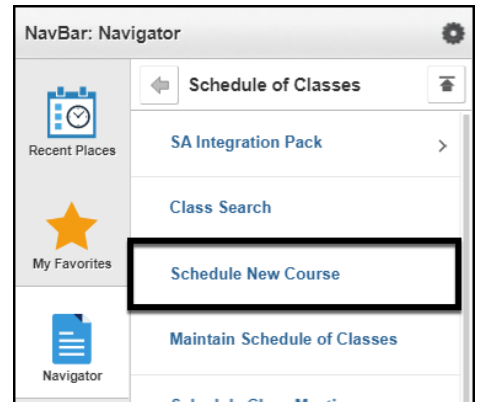 NavBar: Navigator
Schedule of Classes
Recent Places
SA Integration Pack
Class Search
My Favorites
Schedule New Course
Maintain Schedule of Classes
Navigator